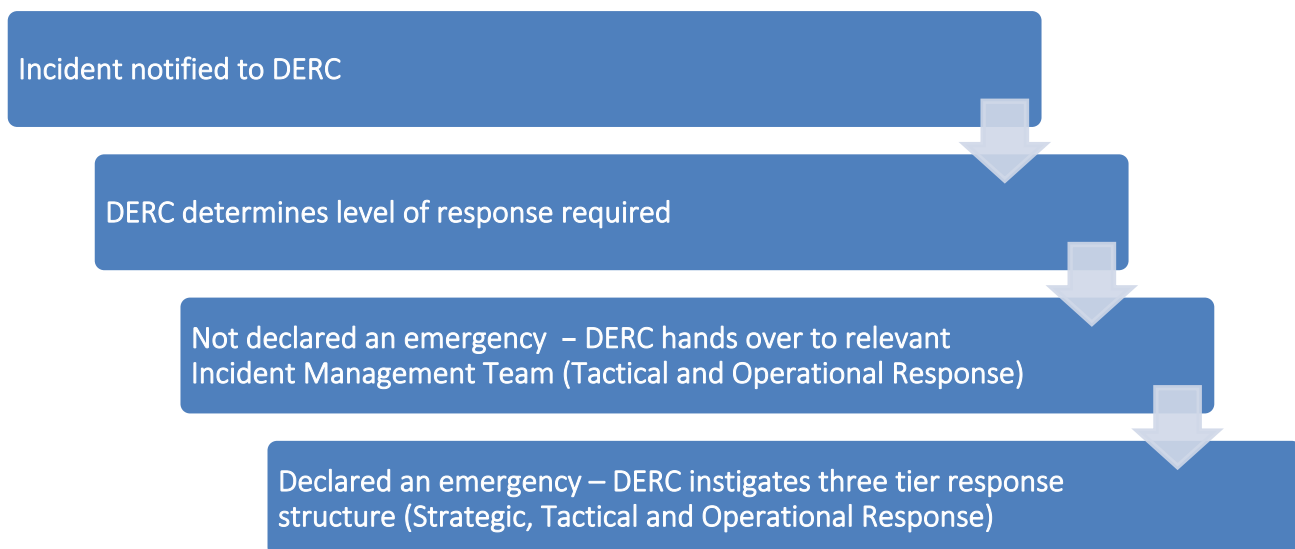 Incident notified to DERC
DERC determines level of response required
Not declared an emergency – DERC hands over to relevant
Incident Management Team (Tactical and Operational Response)
Declared an emergency – DERC instigates three tier response
structure (Strategic, Tactical and Operational Response)